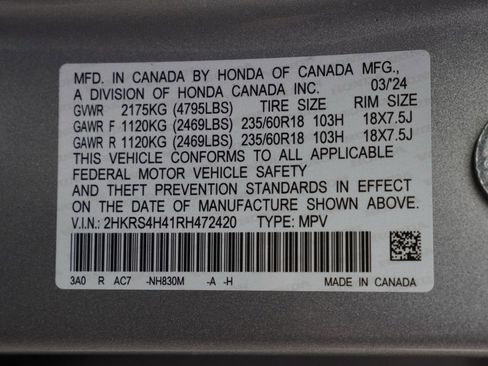 MFD. IN CANADA BY HONDA OF CANADA MFG.,
A DIVISION OF HONDA CANADA INC. 03/'24
GVWR 2175KG (4795LBS) TIRE SIZE RIM SIZE
GAWR F 1120KG (2469LBS) 235/60R18 103H 18X7.5J
GAWR R 1120KG (2469LBS) 235/60R18 103H 18X7.5J
THIS VEHICLE CONFORMS TO ALL APPLICABLE
FEDERAL MOTOR VEHICLE SAFETY AND
THEFT PREVENTION STANDARDS IN EFFECT
ON THE DATE OF MANUFACTURE SHOWN ABOVE.
V.I.N.: 2HKRS4H41RH472420 TYPE: MPV
3A0 R AC7 -NH830M -A -H MADE IN CANADA